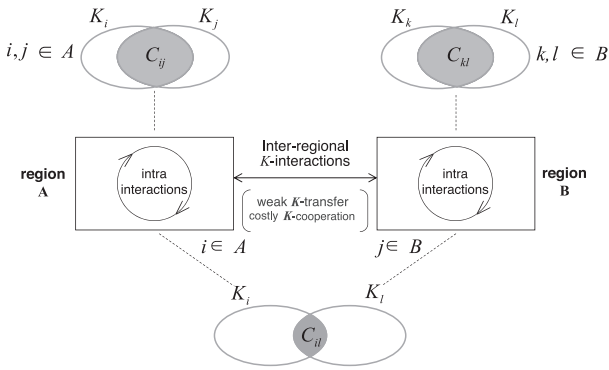 K_i K_j K_k K_l
i, j ∈ A C_ij C_kl k, l ∈ B
Inter-regional
K-interactions
region
A
intra
interactions
intra
interactions
region
B
weak K-transfer
costly K-cooperation
i ∈ A j ∈ B
K_i K_l
C_il